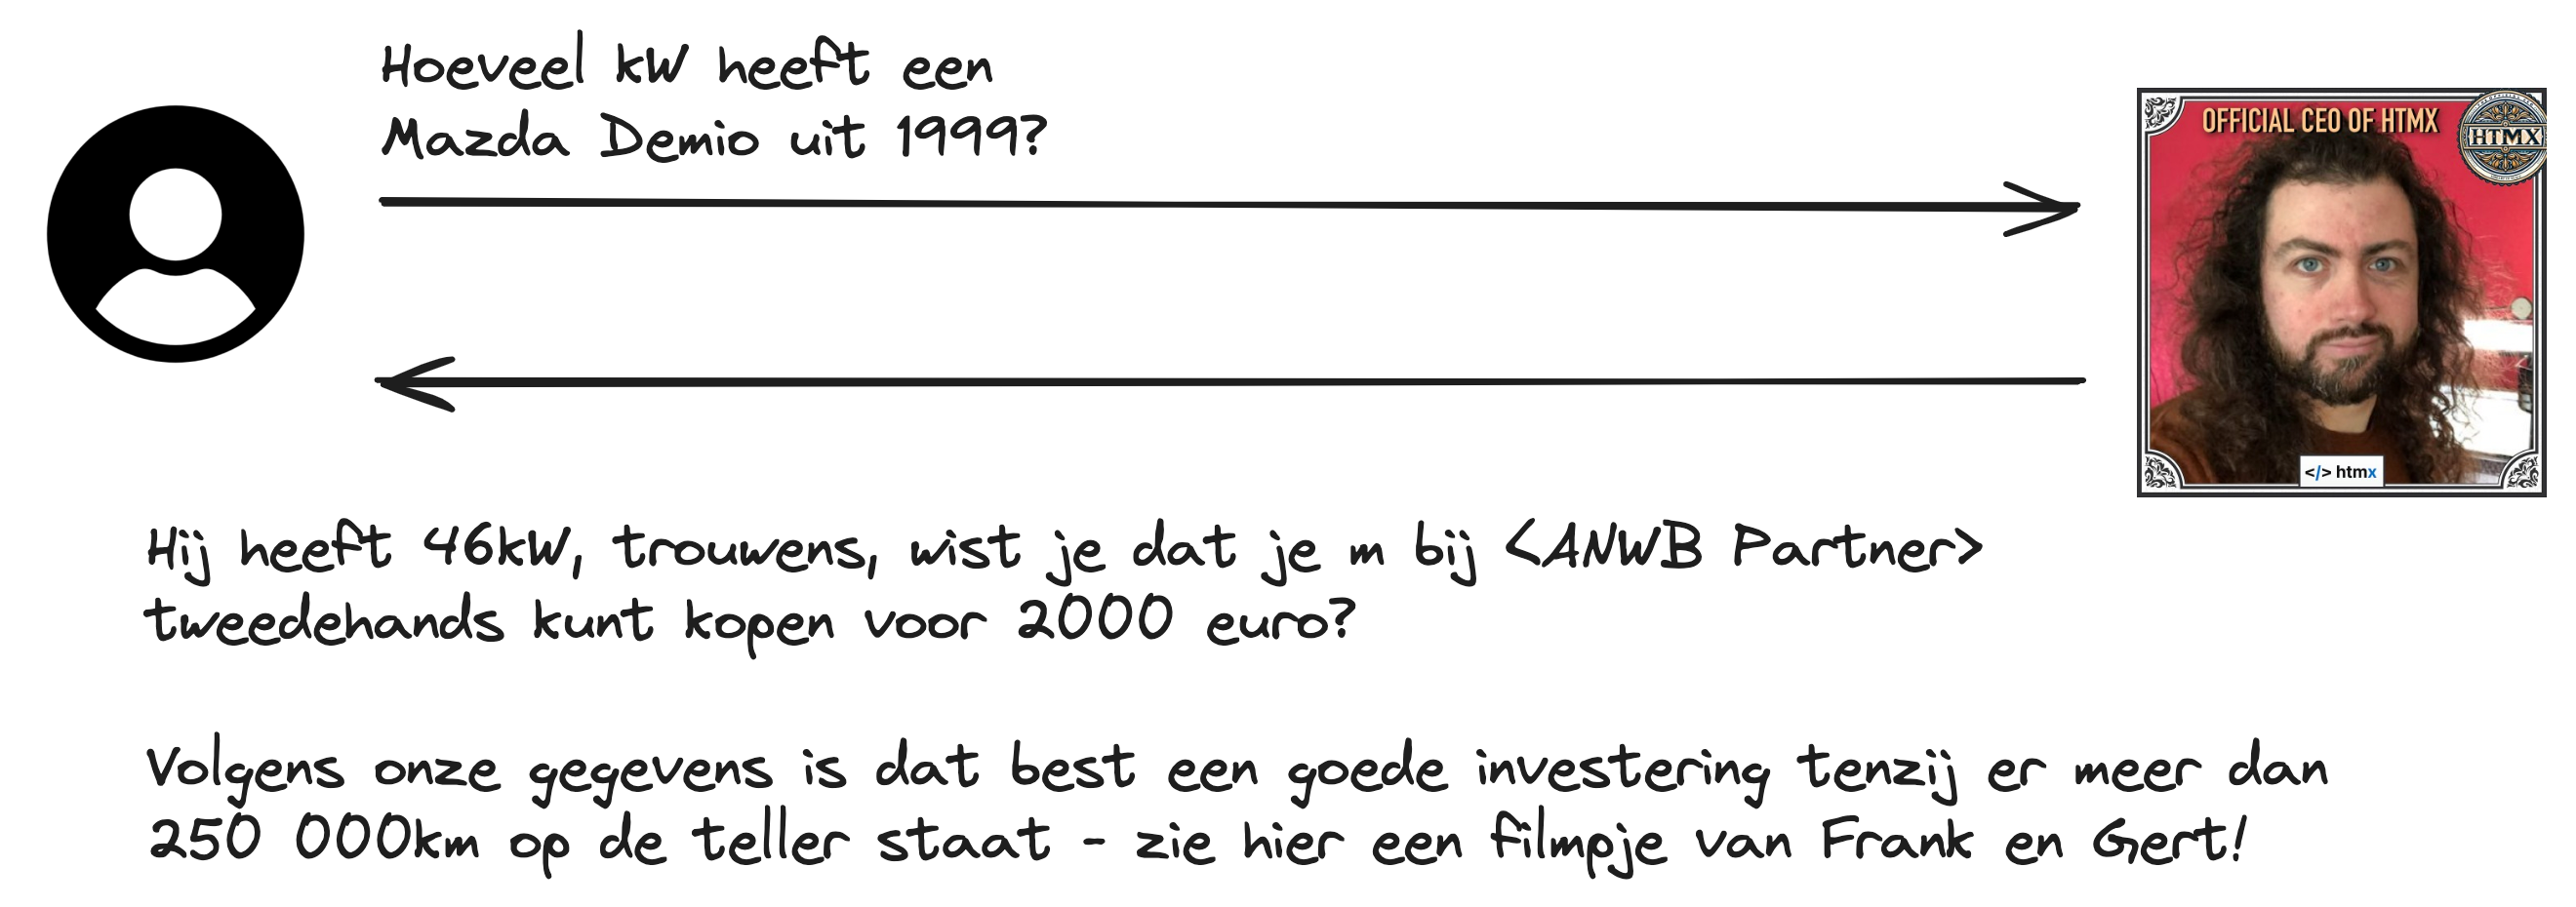 Hoeveel kW heeft een
Mazda Demio uit 1999?
OFFICIAL CEO OF HTMX
HTMX
</> htmx
Hij heeft 46kW, trouwens, wist je dat je m bij <ANWB Partner>
tweedehands kunt kopen voor 2000 euro?
Volgens onze gegevens is dat best een goede investering tenzij er meer dan
250 000km op de teller staat - zie hier een filmpje van Frank en Gert!